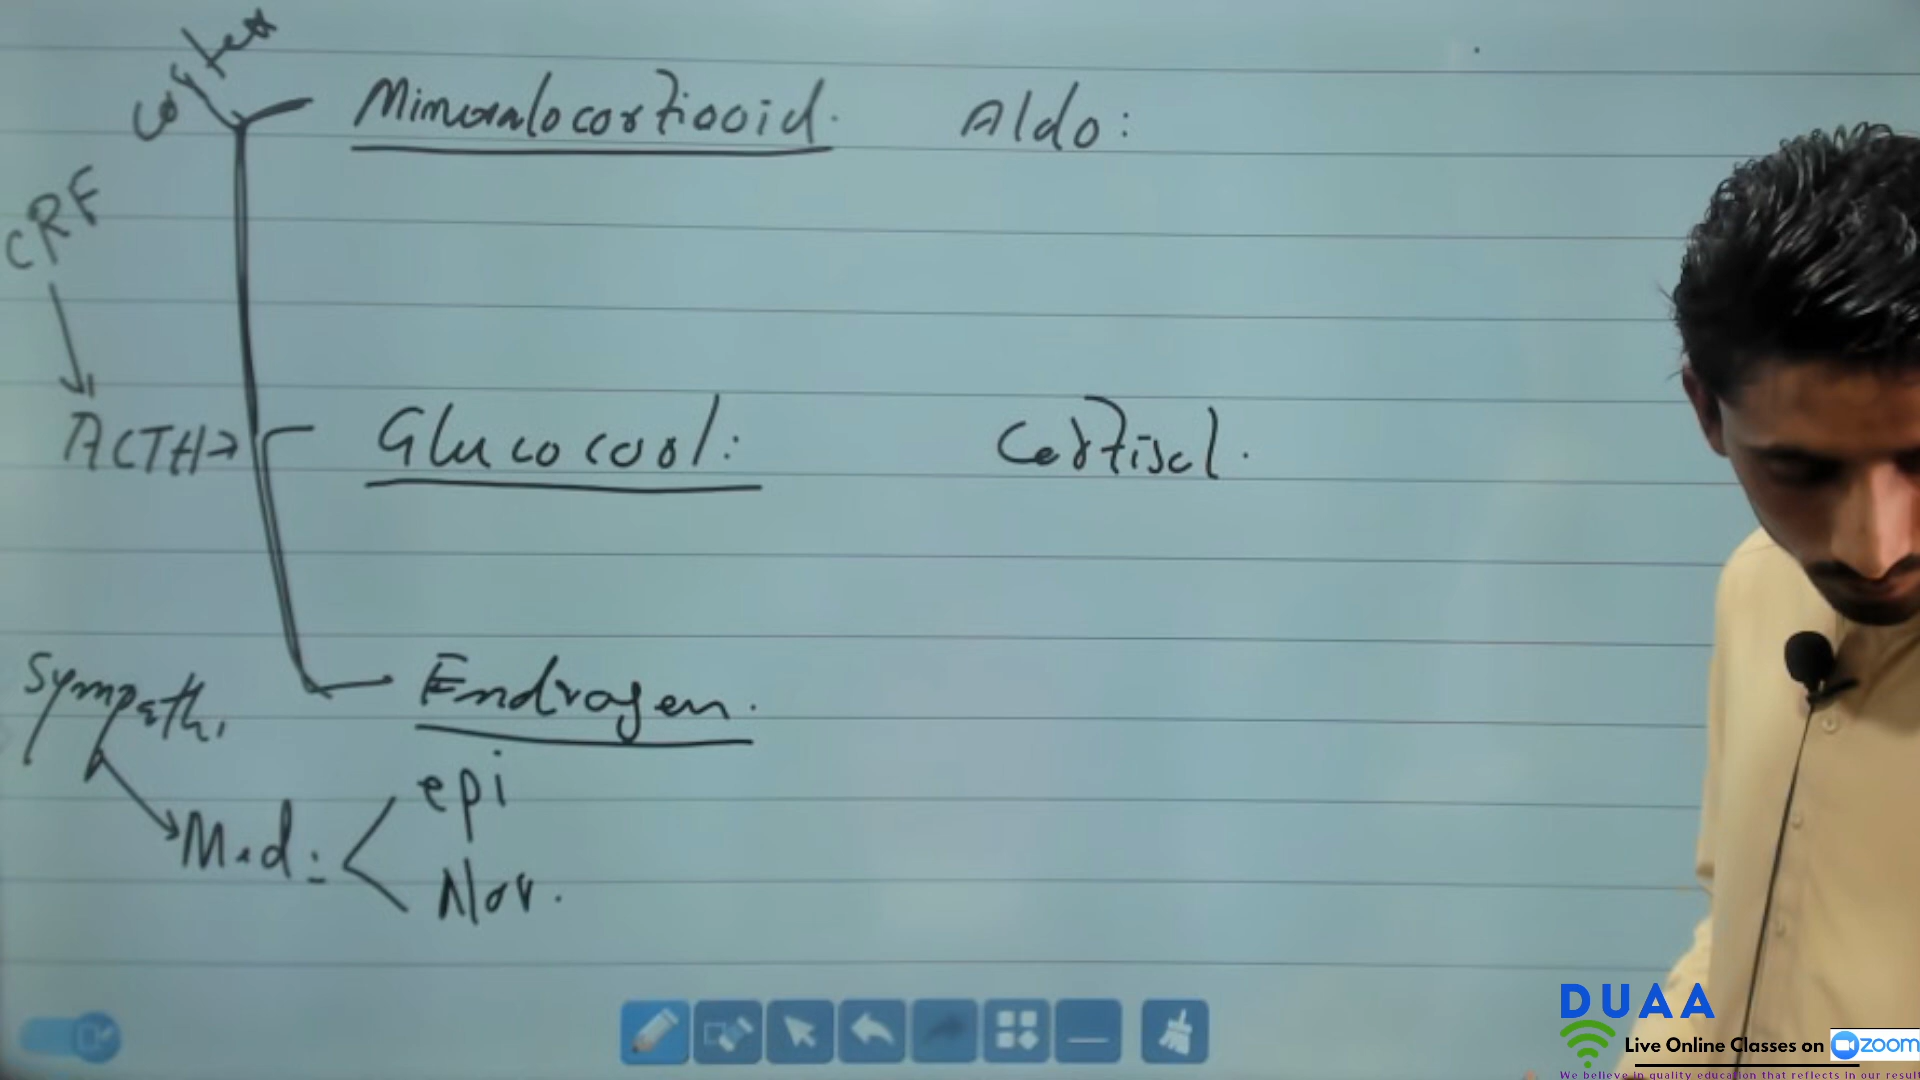 Cortex
Mineralocorticoid. Aldo:
CRF
ACTH → Glucocool: Cortisol.
Sympath.
Endrogen.
epi
Med:
Nor.
DUAA
Live Online Classes on zoom
We believe in quality education that reflects in our result